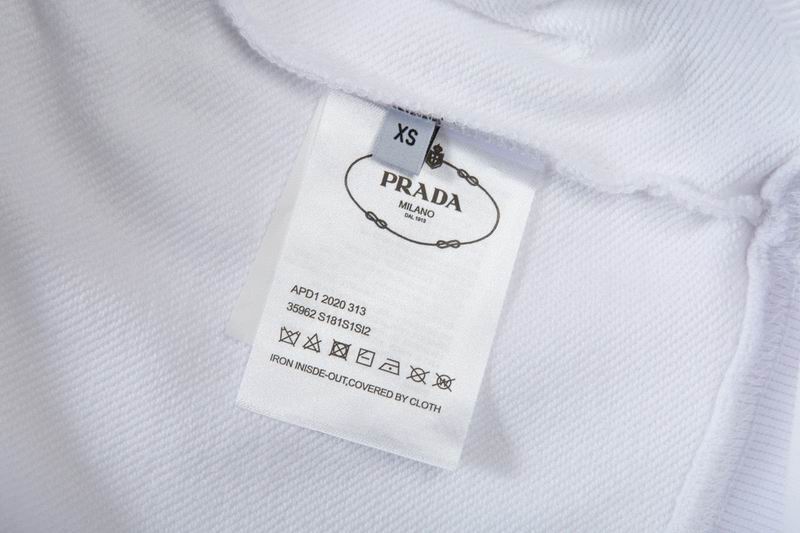 XS
PRADA
MILANO
DAL 1913
APD1 2020 313
35962 S181S1SI2
IRON INISDE-OUT,COVERED BY CLOTH